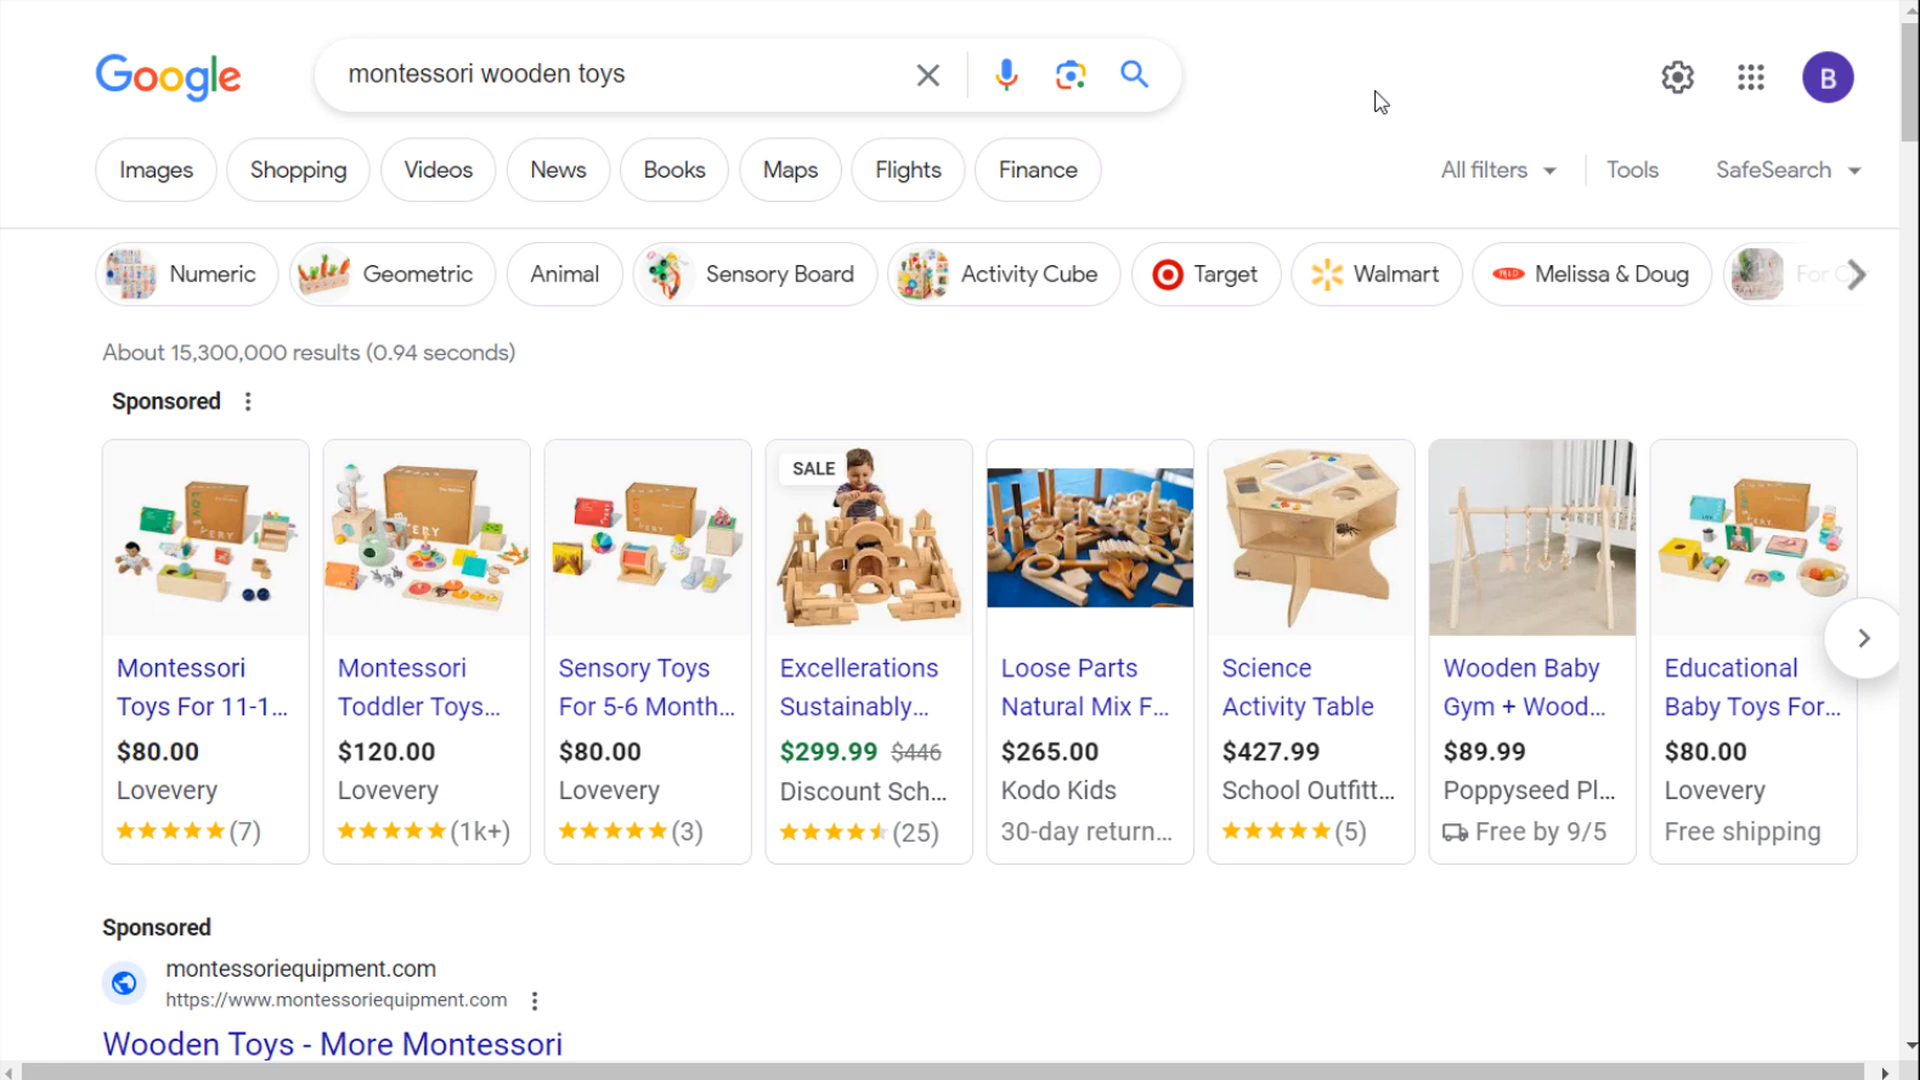 Google
montessori wooden toys
B
Images
Shopping
Videos
News
Books
Maps
Flights
Finance
All filters
Tools
SafeSearch
Numeric
Geometric
Animal
Sensory Board
Activity Cube
Target
Walmart
Melissa & Doug
For
About 15,300,000 results (0.94 seconds)
Sponsored
Montessori
Toys For 11-1...
$80.00
Lovevery
(7)
Montessori
Toddler Toys...
$120.00
Lovevery
(1k+)
Sensory Toys
For 5-6 Month...
$80.00
Lovevery
(3)
SALE
Excellerations
Sustainably...
$299.99 $446
Discount Sch...
(25)
Loose Parts
Natural Mix F...
$265.00
Kodo Kids
30-day return...
Science
Activity Table
$427.99
School Outfitt...
(5)
Wooden Baby
Gym + Wood...
$89.99
Poppyseed Pl...
Free by 9/5
Educational
Baby Toys For...
$80.00
Lovevery
Free shipping
Sponsored
montessoriequipment.com
https://www.montessoriequipment.com
Wooden Toys - More Montessori